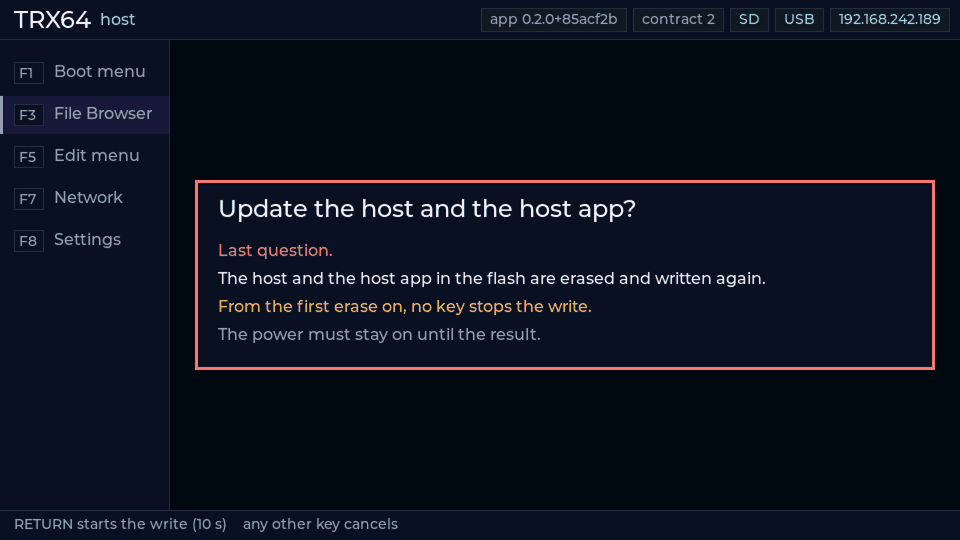 TRX64 host
app 0.2.0+85acf2b
contract 2
SD
USB
192.168.242.189
F1 Boot menu
F3 File Browser
F5 Edit menu
F7 Network
F8 Settings
Update the host and the host app?
Last question.
The host and the host app in the flash are erased and written again.
From the first erase on, no key stops the write.
The power must stay on until the result.
RETURN starts the write (10 s) any other key cancels